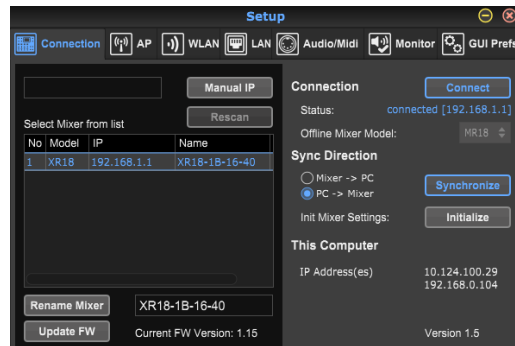 Setup
Connection AP WLAN LAN Audio/Midi Monitor GUI Prefs
Manual IP
Select Mixer from list
Rescan
No Model IP Name
1 XR18 192.168.1.1 XR18-1B-16-40
Rename Mixer XR18-1B-16-40
Update FW Current FW Version: 1.15
Connection Connect
Status: connected [192.168.1.1]
Offline Mixer Model: MR18
Sync Direction
Mixer -> PC
PC -> Mixer
Synchronize
Init Mixer Settings: Initialize
This Computer
IP Address(es) 10.124.100.29
192.168.0.104
Version 1.5